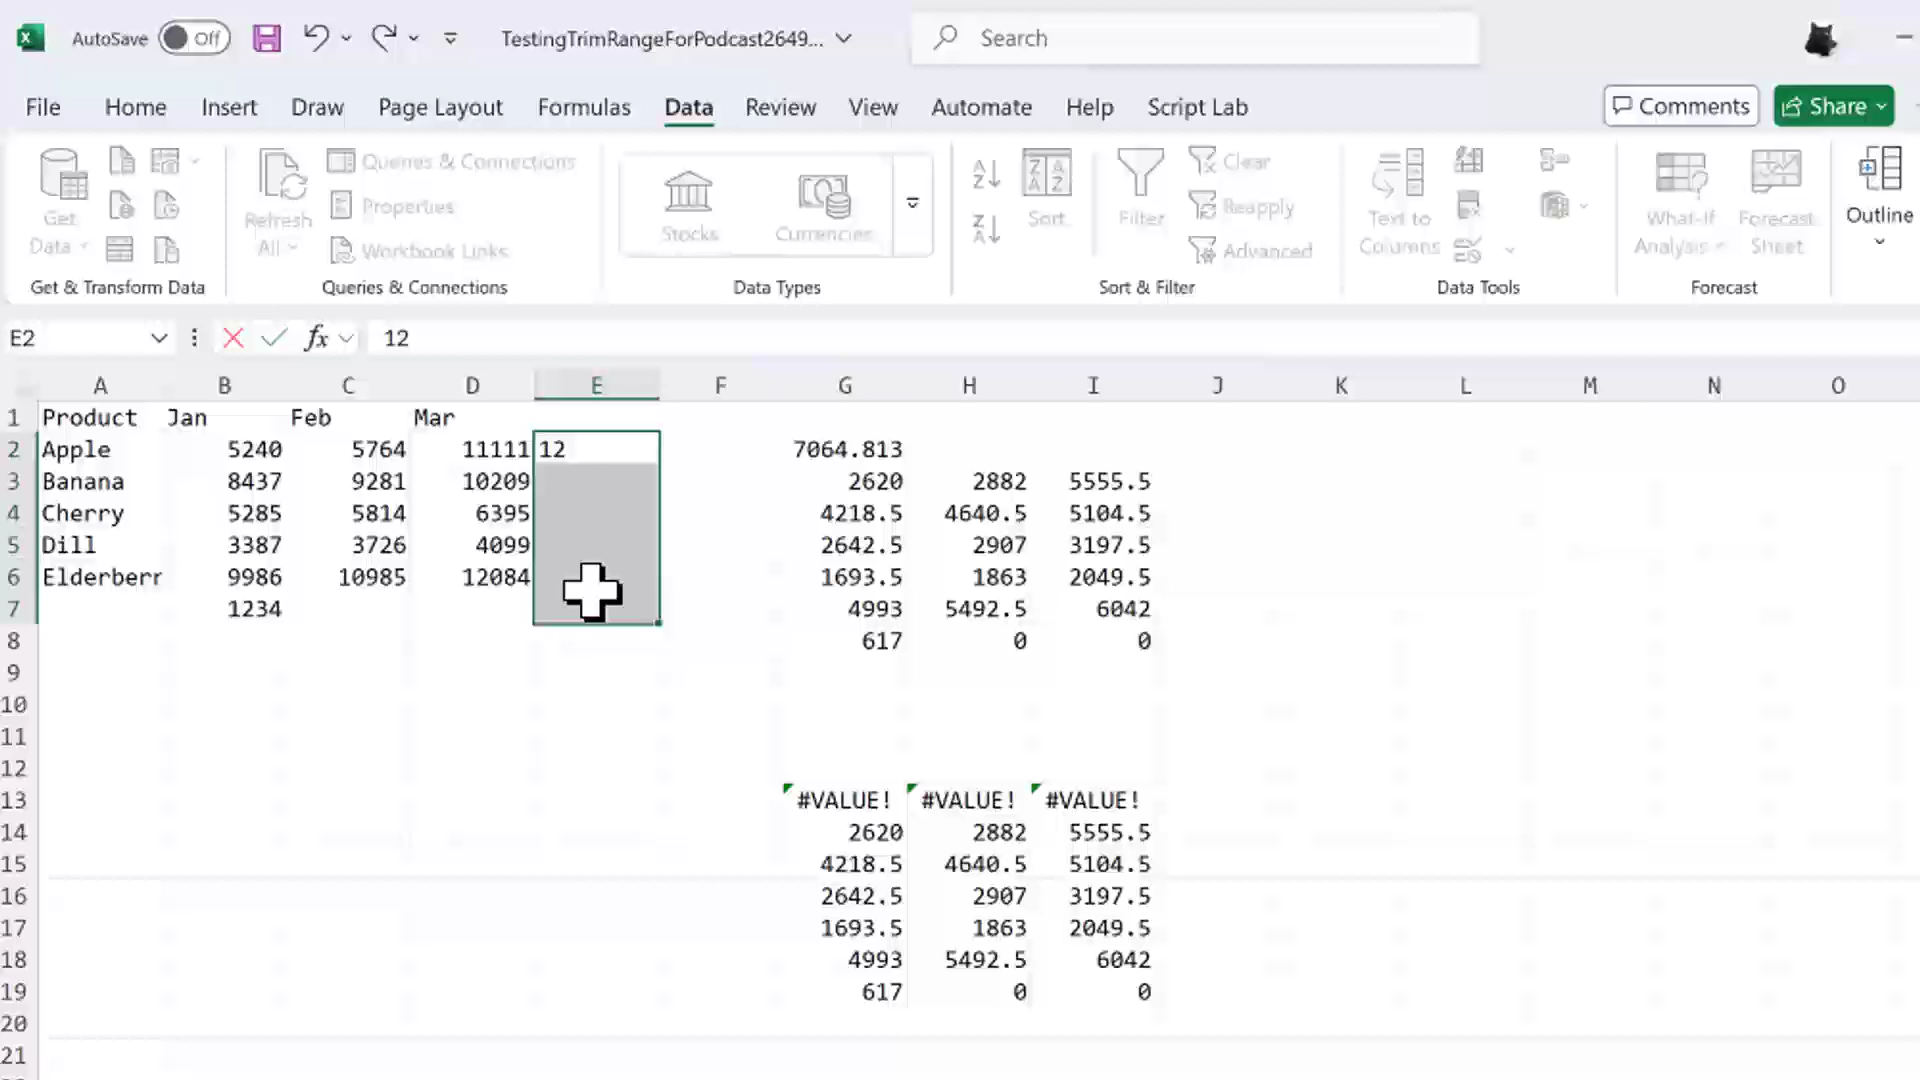 AutoSave Off TestingTrimRangeForPodcast2649... Search
File Home Insert Draw Page Layout Formulas Data Review View Automate Help Script Lab Comments Share
Get Data
Refresh All
Queries & Connections
Properties
Workbook Links
Stocks
Currencies
Sort
Filter
Clear
Reapply
Advanced
Text to Columns
What-If Analysis
Forecast Sheet
Outline
Get & Transform Data Queries & Connections Data Types Sort & Filter Data Tools Forecast
E2 fx 12
A B C D E F G H I J K L M N O
1 Product Jan Feb Mar
2 Apple 5240 5764 11111 12 7064.813
3 Banana 8437 9281 10209 2620 2882 5555.5
4 Cherry 5285 5814 6395 4218.5 4640.5 5104.5
5 Dill 3387 3726 4099 2642.5 2907 3197.5
6 Elderberr 9986 10985 12084 1693.5 1863 2049.5
7 1234 4993 5492.5 6042
8 617 0 0
9
10
11
12
13 #VALUE! #VALUE! #VALUE!
14 2620 2882 5555.5
15 4218.5 4640.5 5104.5
16 2642.5 2907 3197.5
17 1693.5 1863 2049.5
18 4993 5492.5 6042
19 617 0 0
20
21